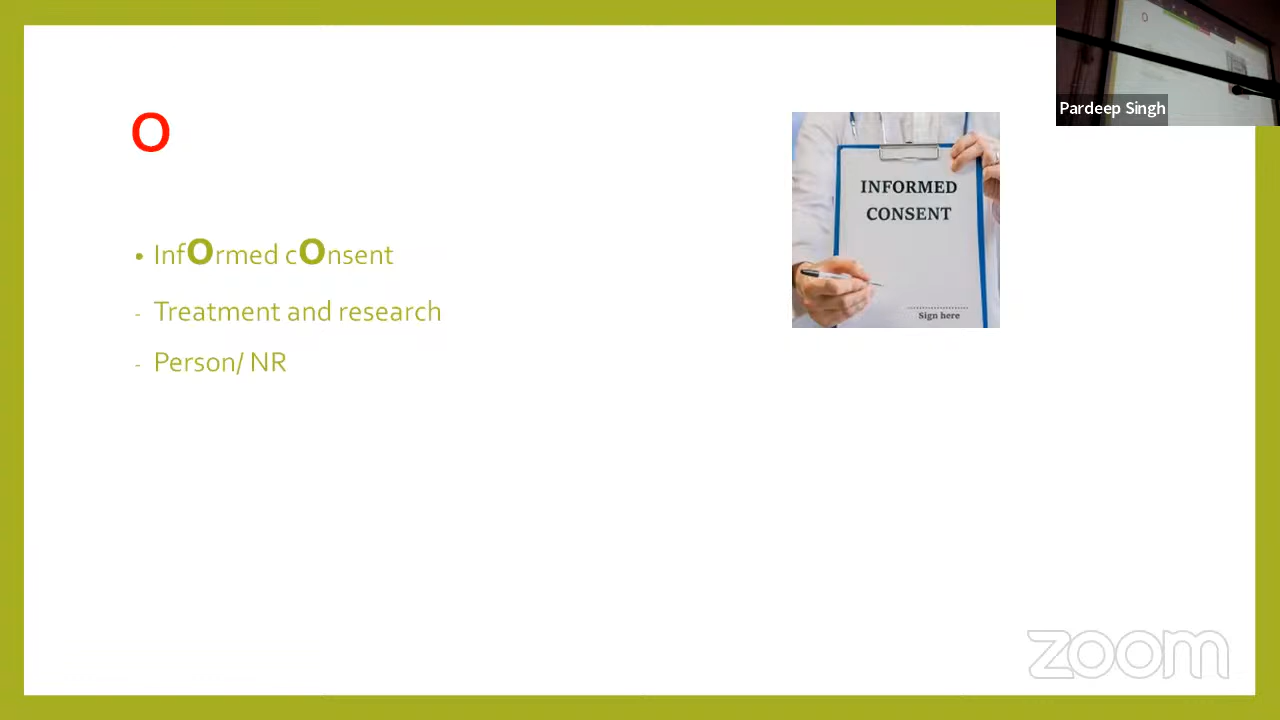 O
Pardeep Singh
INFORMED
CONSENT
• InfOrmed cOnsent
- Treatment and research
Sign here
- Person/ NR
zoom